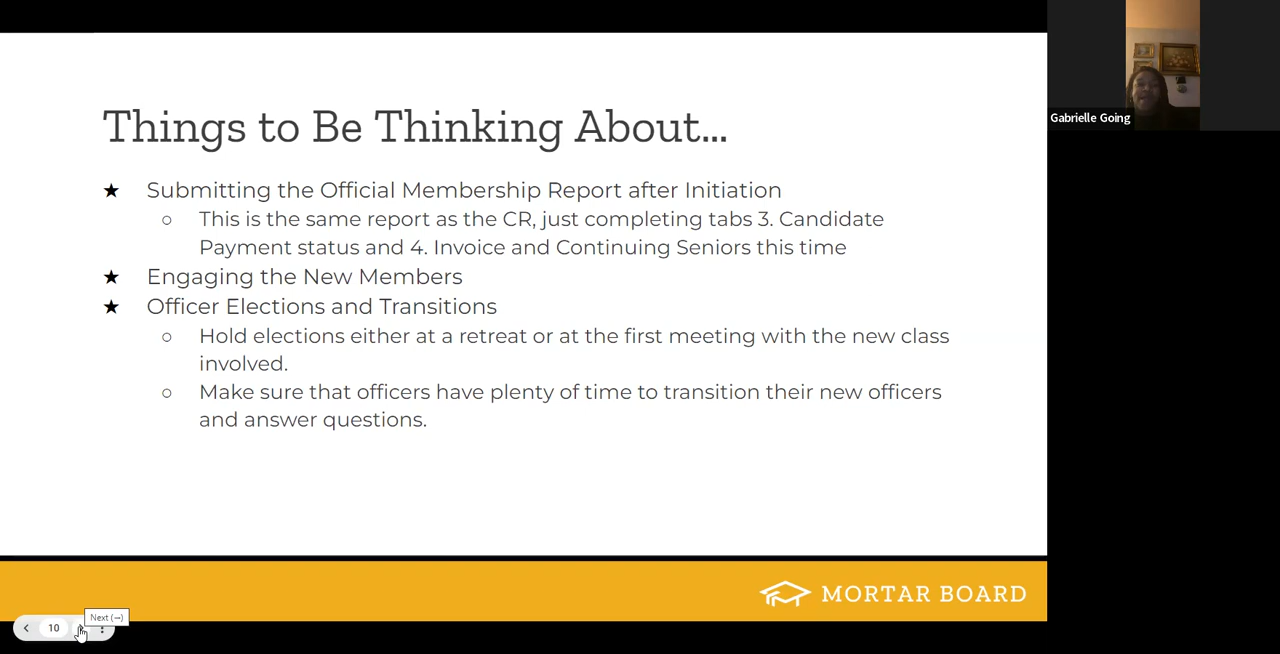 Things to Be Thinking About...
★ Submitting the Official Membership Report after Initiation
○ This is the same report as the CR, just completing tabs 3. Candidate
Payment status and 4. Invoice and Continuing Seniors this time
★ Engaging the New Members
★ Officer Elections and Transitions
○ Hold elections either at a retreat or at the first meeting with the new class
involved.
○ Make sure that officers have plenty of time to transition their new officers
and answer questions.
MORTAR BOARD
Next (→)
10
Gabrielle Going